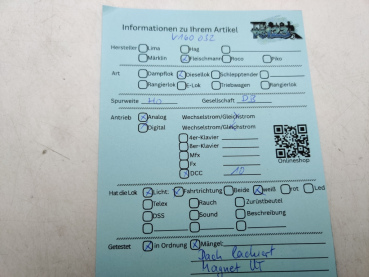 Informationen zu Ihrem Artikel
V160 032
Hersteller Lima Hag
Märklin Fleischmann Roco Piko
Art Dampflok Diesellok Schlepptender
Rangierlok E-Lok Triebwagen Rangierlok
Spurweite H0 Gesellschaft DB
Antrieb Analog Wechselstrom/Gleichstrom
Digital Wechselstrom/Gleichstrom
4er-Klavier
8er-Klavier
Mfx
Fx
DCC 10
Onlineshop
Hat die Lok Licht: Fahrtrichtung Beide weiß rot Led
Telex Rauch Zurüstbeutel
DSS Sound Beschreibung
Getestet in Ordnung Mängel:
Dach lackiert
Magnet